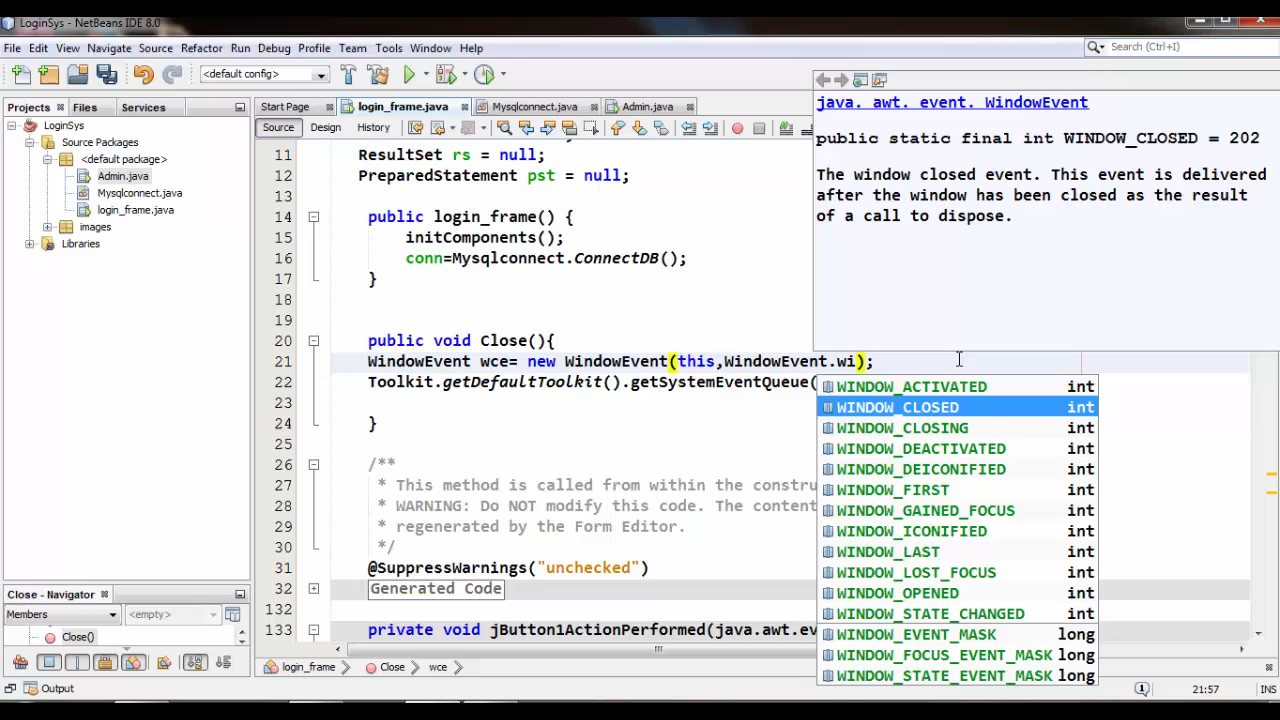 LoginSys - NetBeans IDE 8.0
File Edit View Navigate Source Refactor Run Debug Profile Team Tools Window Help
Search (Ctrl+I)
<default config>
Projects Files Services
Start Page login_frame.java Mysqlconnect.java Admin.java
Source Design History
LoginSys
Source Packages
<default package>
Admin.java
Mysqlconnect.java
login_frame.java
images
Libraries
11 ResultSet rs = null;
12 PreparedStatement pst = null;
13
14 public login_frame() {
15 initComponents();
16 conn=Mysqlconnect.ConnectDB();
17 }
18
19
20 public void Close(){
21 WindowEvent wce= new WindowEvent(this,WindowEvent.wi);
22 Toolkit.getDefaultToolkit().getSystemEventQueue(
23
24 }
25
26 /**
27 * This method is called from within the constru
28 * WARNING: Do NOT modify this code. The content
29 * regenerated by the Form Editor.
30 */
31 @SuppressWarnings("unchecked")
32 Generated Code
132
133 private void jButton1ActionPerformed(java.awt.ev
java. awt. event. WindowEvent
public static final int WINDOW_CLOSED = 202
The window closed event. This event is delivered
after the window has been closed as the result
of a call to dispose.
WINDOW_ACTIVATED int
WINDOW_CLOSED int
WINDOW_CLOSING int
WINDOW_DEACTIVATED int
WINDOW_DEICONIFIED int
WINDOW_FIRST int
WINDOW_GAINED_FOCUS int
WINDOW_ICONIFIED int
WINDOW_LAST int
WINDOW_LOST_FOCUS int
WINDOW_OPENED int
WINDOW_STATE_CHANGED int
WINDOW_EVENT_MASK long
WINDOW_FOCUS_EVENT_MASK long
WINDOW_STATE_EVENT_MASK long
Close - Navigator
Members <empty>
Close()
login_frame Close wce
Output
1 21:57 INS